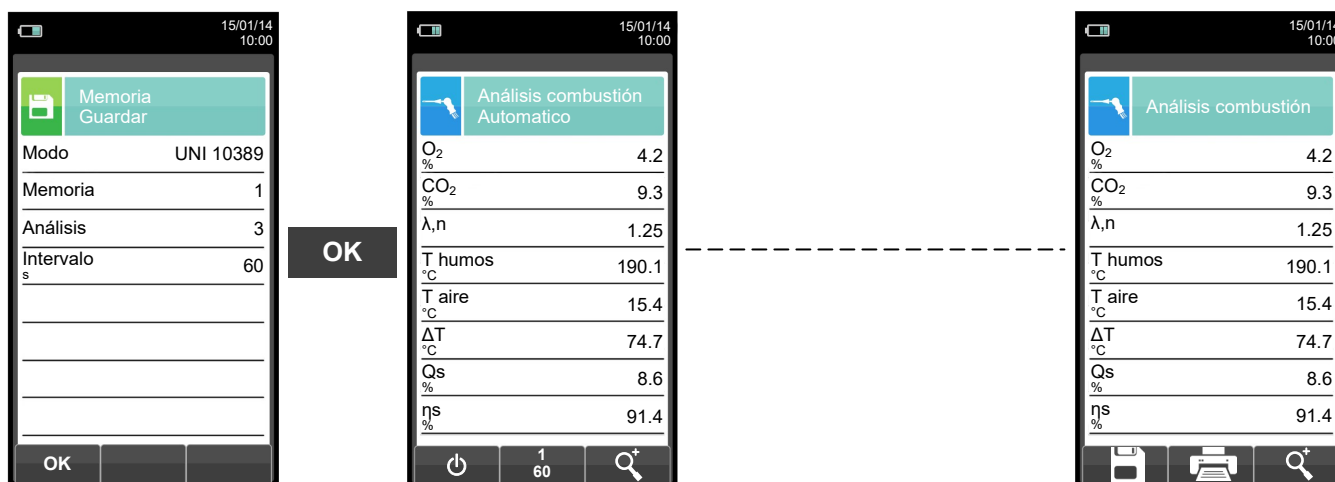 15/01/14
10:00
Memoria
Guardar
Modo UNI 10389
Memoria 1
Análisis 3
Intervalo
s 60
OK
OK
15/01/14
10:00
Análisis combustión
Automatico
O2
% 4.2
CO2
% 9.3
λ,n 1.25
T humos
°C 190.1
T aire
°C 15.4
ΔT
°C 74.7
Qs
% 8.6
ηs
% 91.4
1
60
15/01/14
10:00
Análisis combustión
O2
% 4.2
CO2
% 9.3
λ,n 1.25
T humos
°C 190.1
T aire
°C 15.4
ΔT
°C 74.7
Qs
% 8.6
ηs
% 91.4